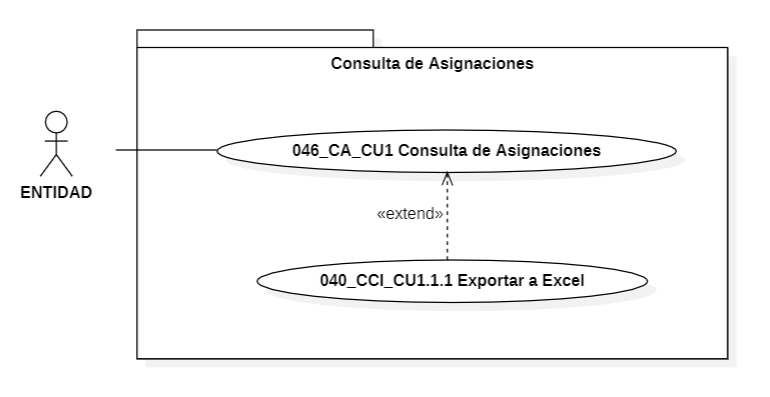 Consulta de Asignaciones
046_CA_CU1 Consulta de Asignaciones
ENTIDAD
«extend»
040_CCI_CU1.1.1 Exportar a Excel